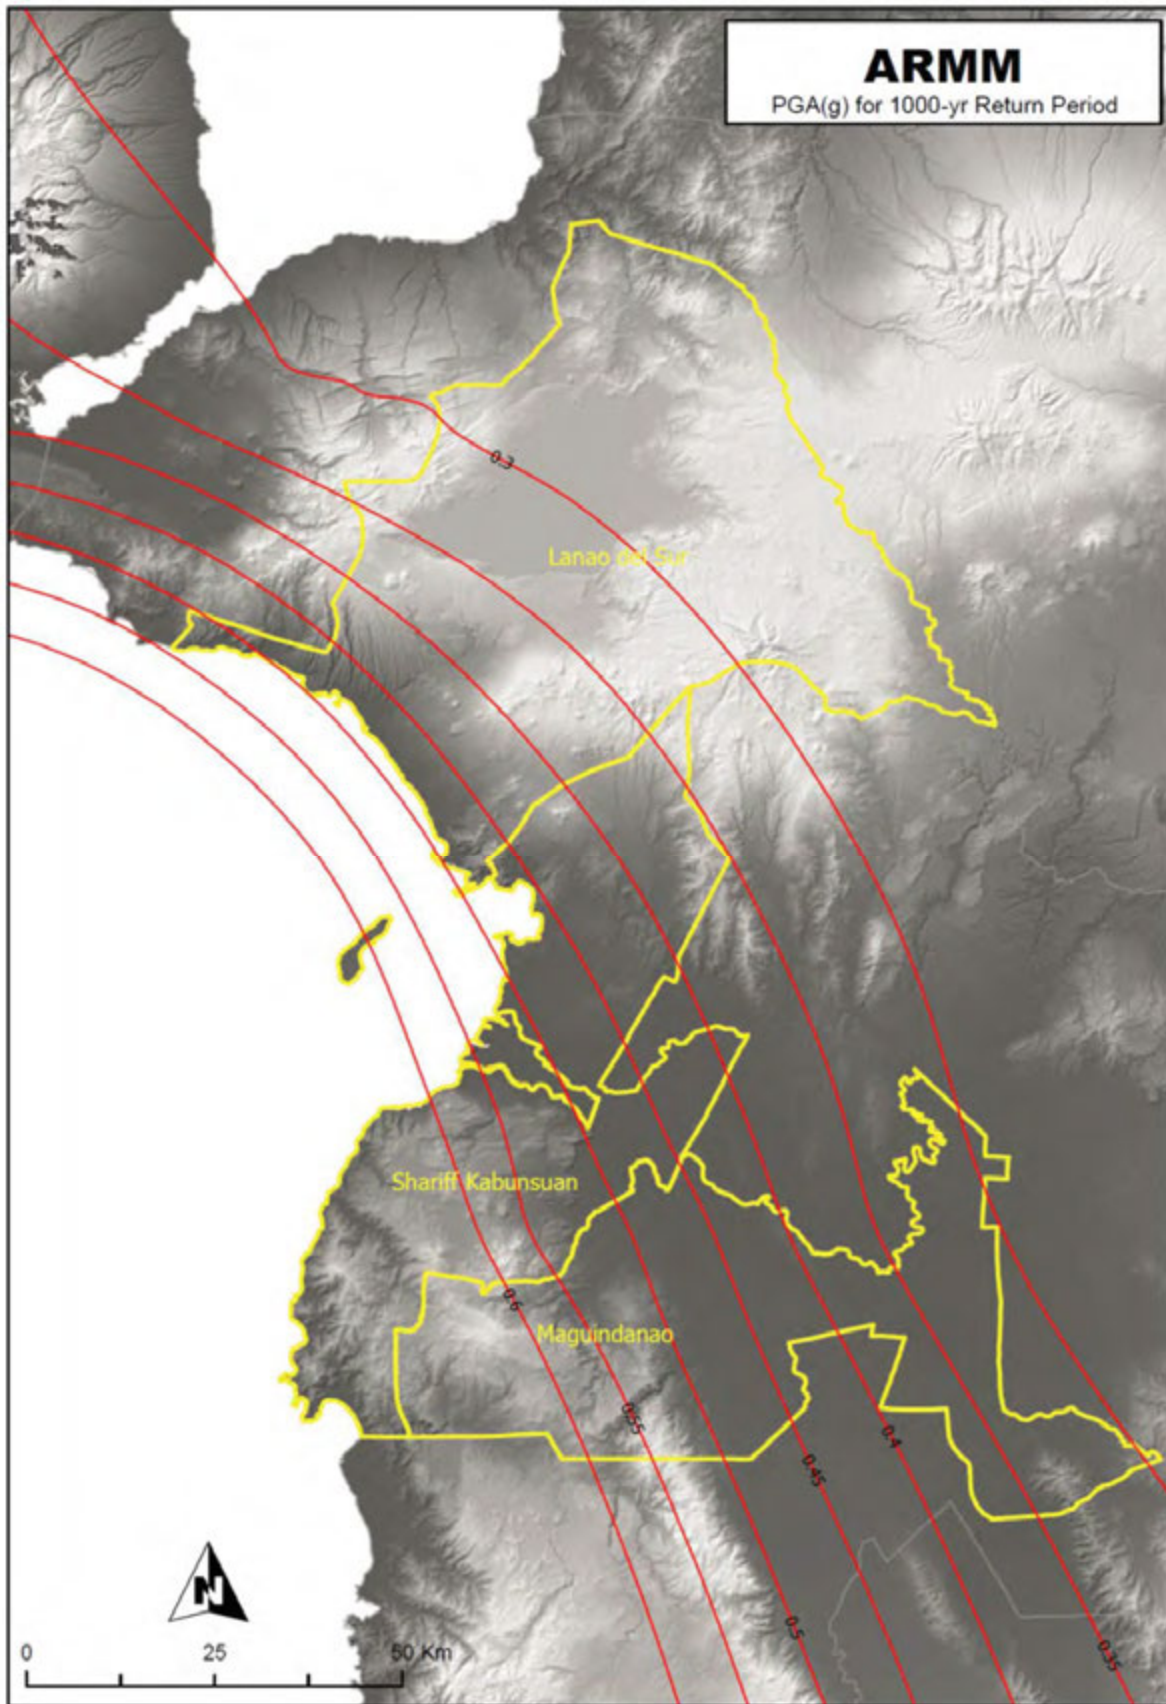 ARMM
PGA(g) for 1000-yr Return Period
0.3
Lanao del Sur
Shariff Kabunsuan
0.6
Maguindanao
0.55
0.4
0.45
0.5
0.35
N
0 25 50 Km